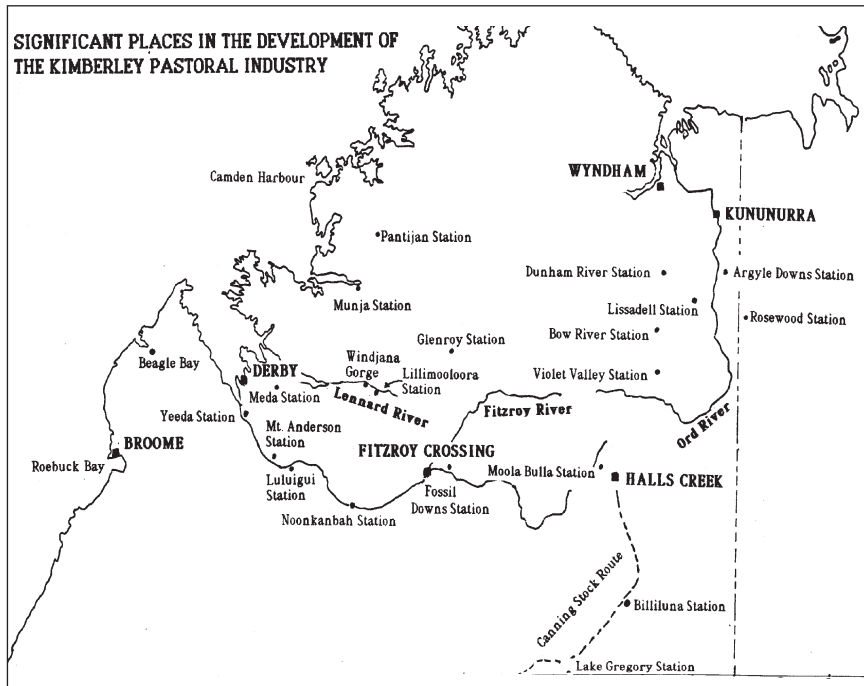 SIGNIFICANT PLACES IN THE DEVELOPMENT OF
THE KIMBERLEY PASTORAL INDUSTRY
WYNDHAM
Camden Harbour
KUNUNURRA
Pantijan Station
Dunham River Station
Argyle Downs Station
Munja Station
Lissadell Station
Rosewood Station
Bow River Station
Glenroy Station
Beagle Bay
Windjana
Gorge
DERBY
Lillimooloora
Station
Violet Valley Station
Meda Station
Lennard River
Fitzroy River
Ord River
Yeeda Station
Mt. Anderson
Station
BROOME
FITZROY CROSSING
Roebuck Bay
Moola Bulla Station
HALLS CREEK
Luluigui
Station
Fossil
Downs Station
Noonkanbah Station
Canning Stock Route
Billiluna Station
Lake Gregory Station